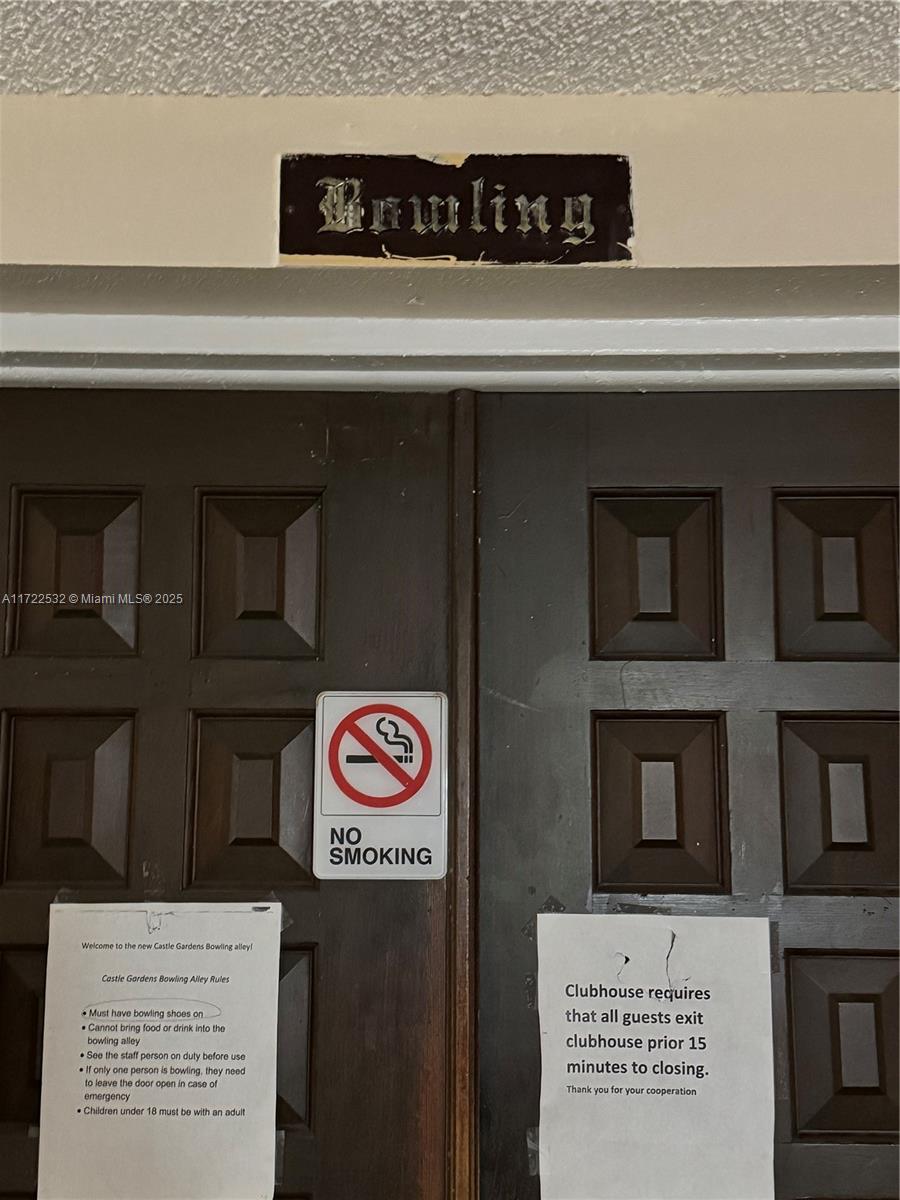 Bowling
A11722532 © Miami MLS® 2025
NO
SMOKING
Welcome to the new Castle Gardens Bowling alley!
Castle Gardens Bowling Alley Rules
• Must have bowling shoes on
• Cannot bring food or drink into the
bowling alley
• See the staff person on duty before use
• If only one person is bowling, they need
to leave the door open in case of
emergency
• Children under 18 must be with an adult
Clubhouse requires
that all guests exit
clubhouse prior 15
minutes to closing.
Thank you for your cooperation